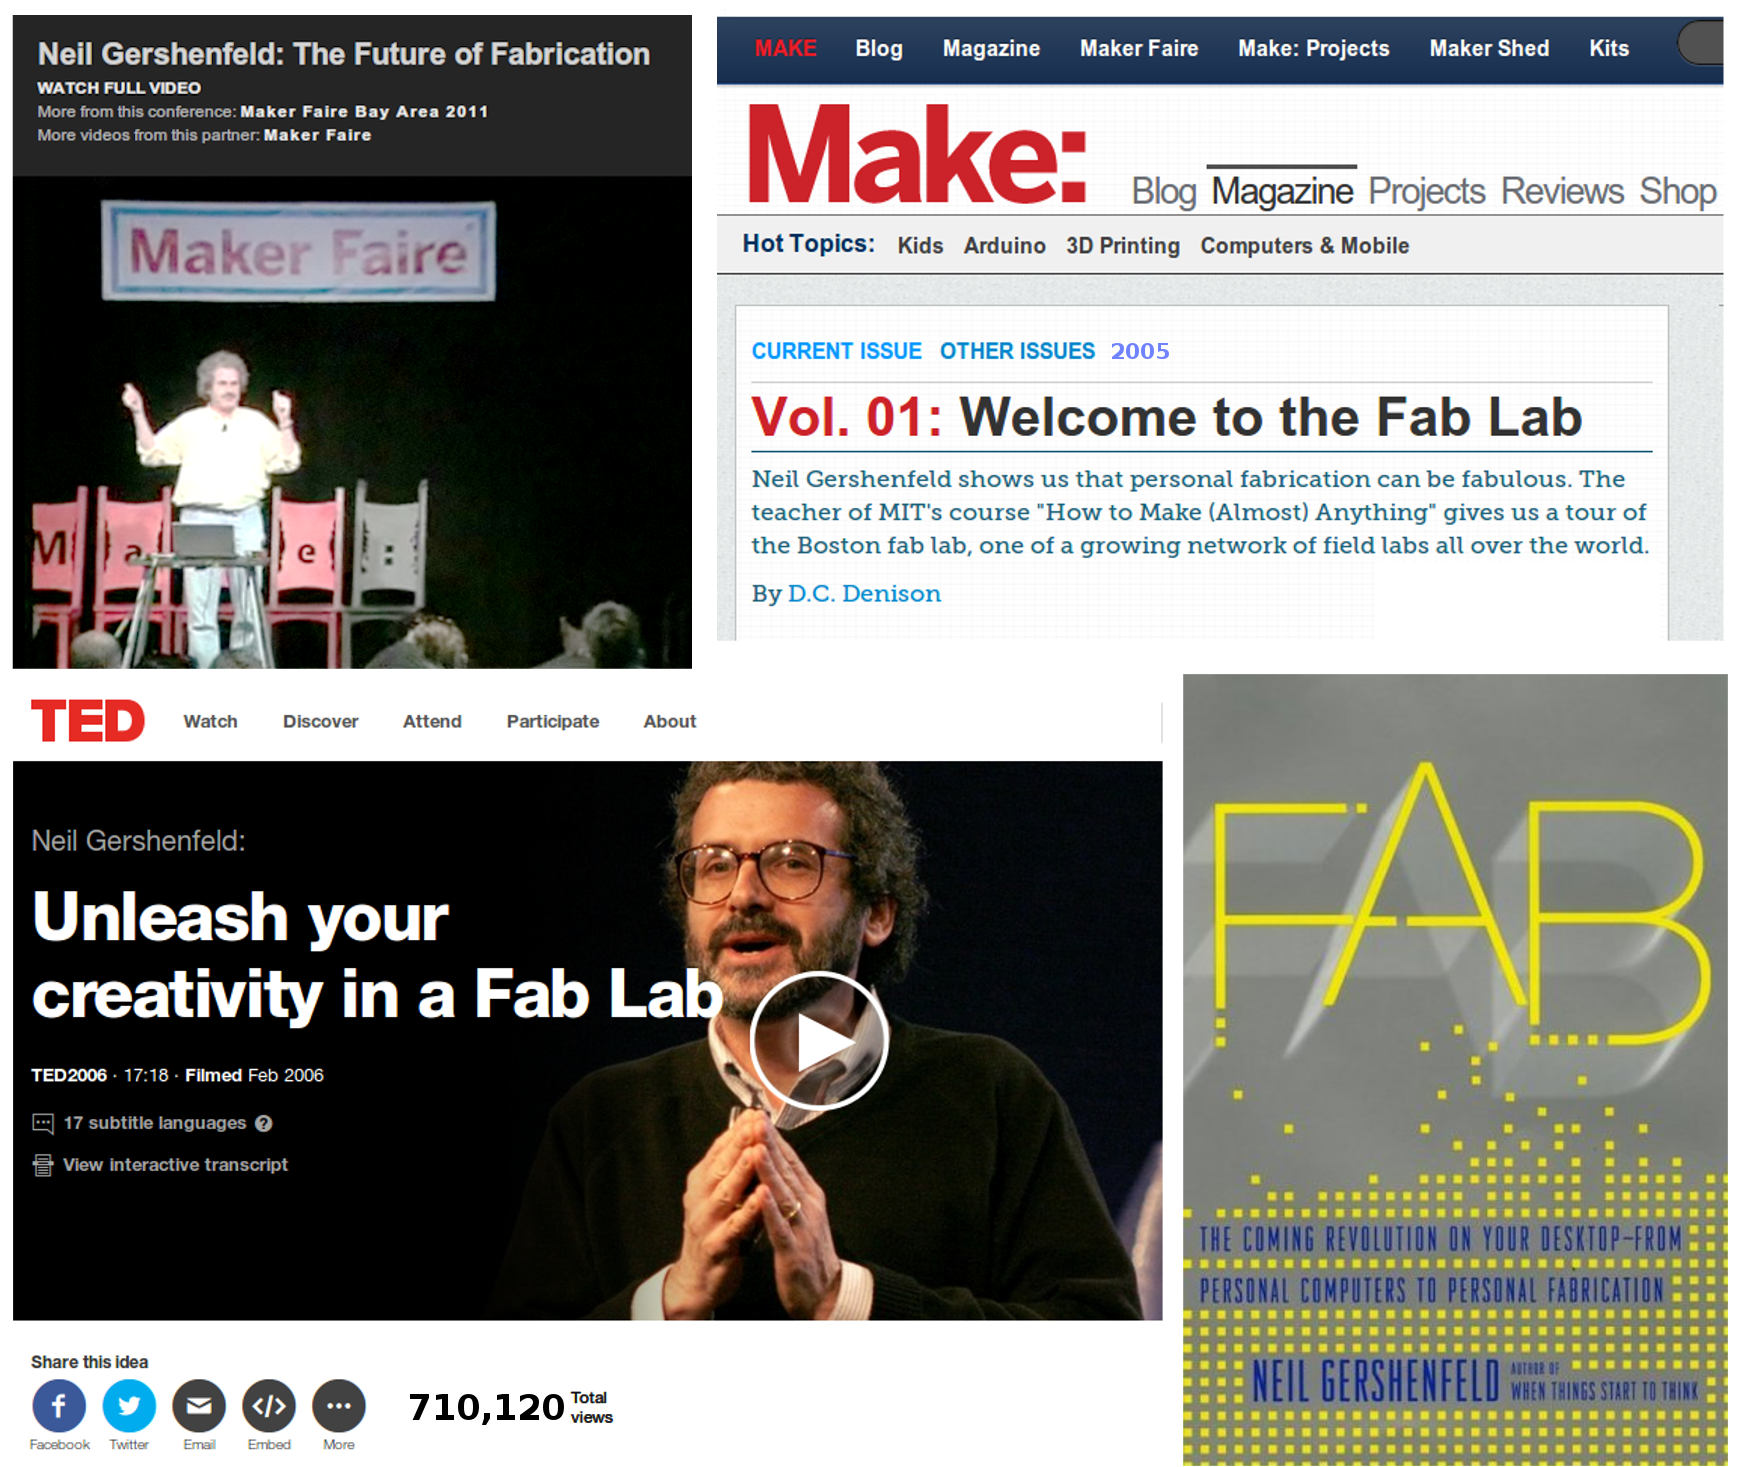 Neil Gershenfeld: The Future of Fabrication
WATCH FULL VIDEO
More from this conference: Maker Faire Bay Area 2011
More videos from this partner: Maker Faire
Maker Faire
M a e :
MAKE Blog Magazine Maker Faire Make: Projects Maker Shed Kits
Make: Blog Magazine Projects Reviews Shop
Hot Topics: Kids Arduino 3D Printing Computers & Mobile
CURRENT ISSUE OTHER ISSUES 2005
Vol. 01: Welcome to the Fab Lab
Neil Gershenfeld shows us that personal fabrication can be fabulous. The
teacher of MIT's course "How to Make (Almost) Anything" gives us a tour of
the Boston fab lab, one of a growing network of field labs all over the world.
By D.C. Denison
TED Watch Discover Attend Participate About
Neil Gershenfeld:
Unleash your
creativity in a Fab Lab
TED2006 · 17:18 · Filmed Feb 2006
17 subtitle languages ?
View interactive transcript
Share this idea
Facebook Twitter Email Embed More
710,120 Total
views
FAB
THE COMING REVOLUTION ON YOUR DESKTOP–FROM
PERSONAL COMPUTERS TO PERSONAL FABRICATION
NEIL GERSHENFELD AUTHOR OF
WHEN THINGS START TO THINK